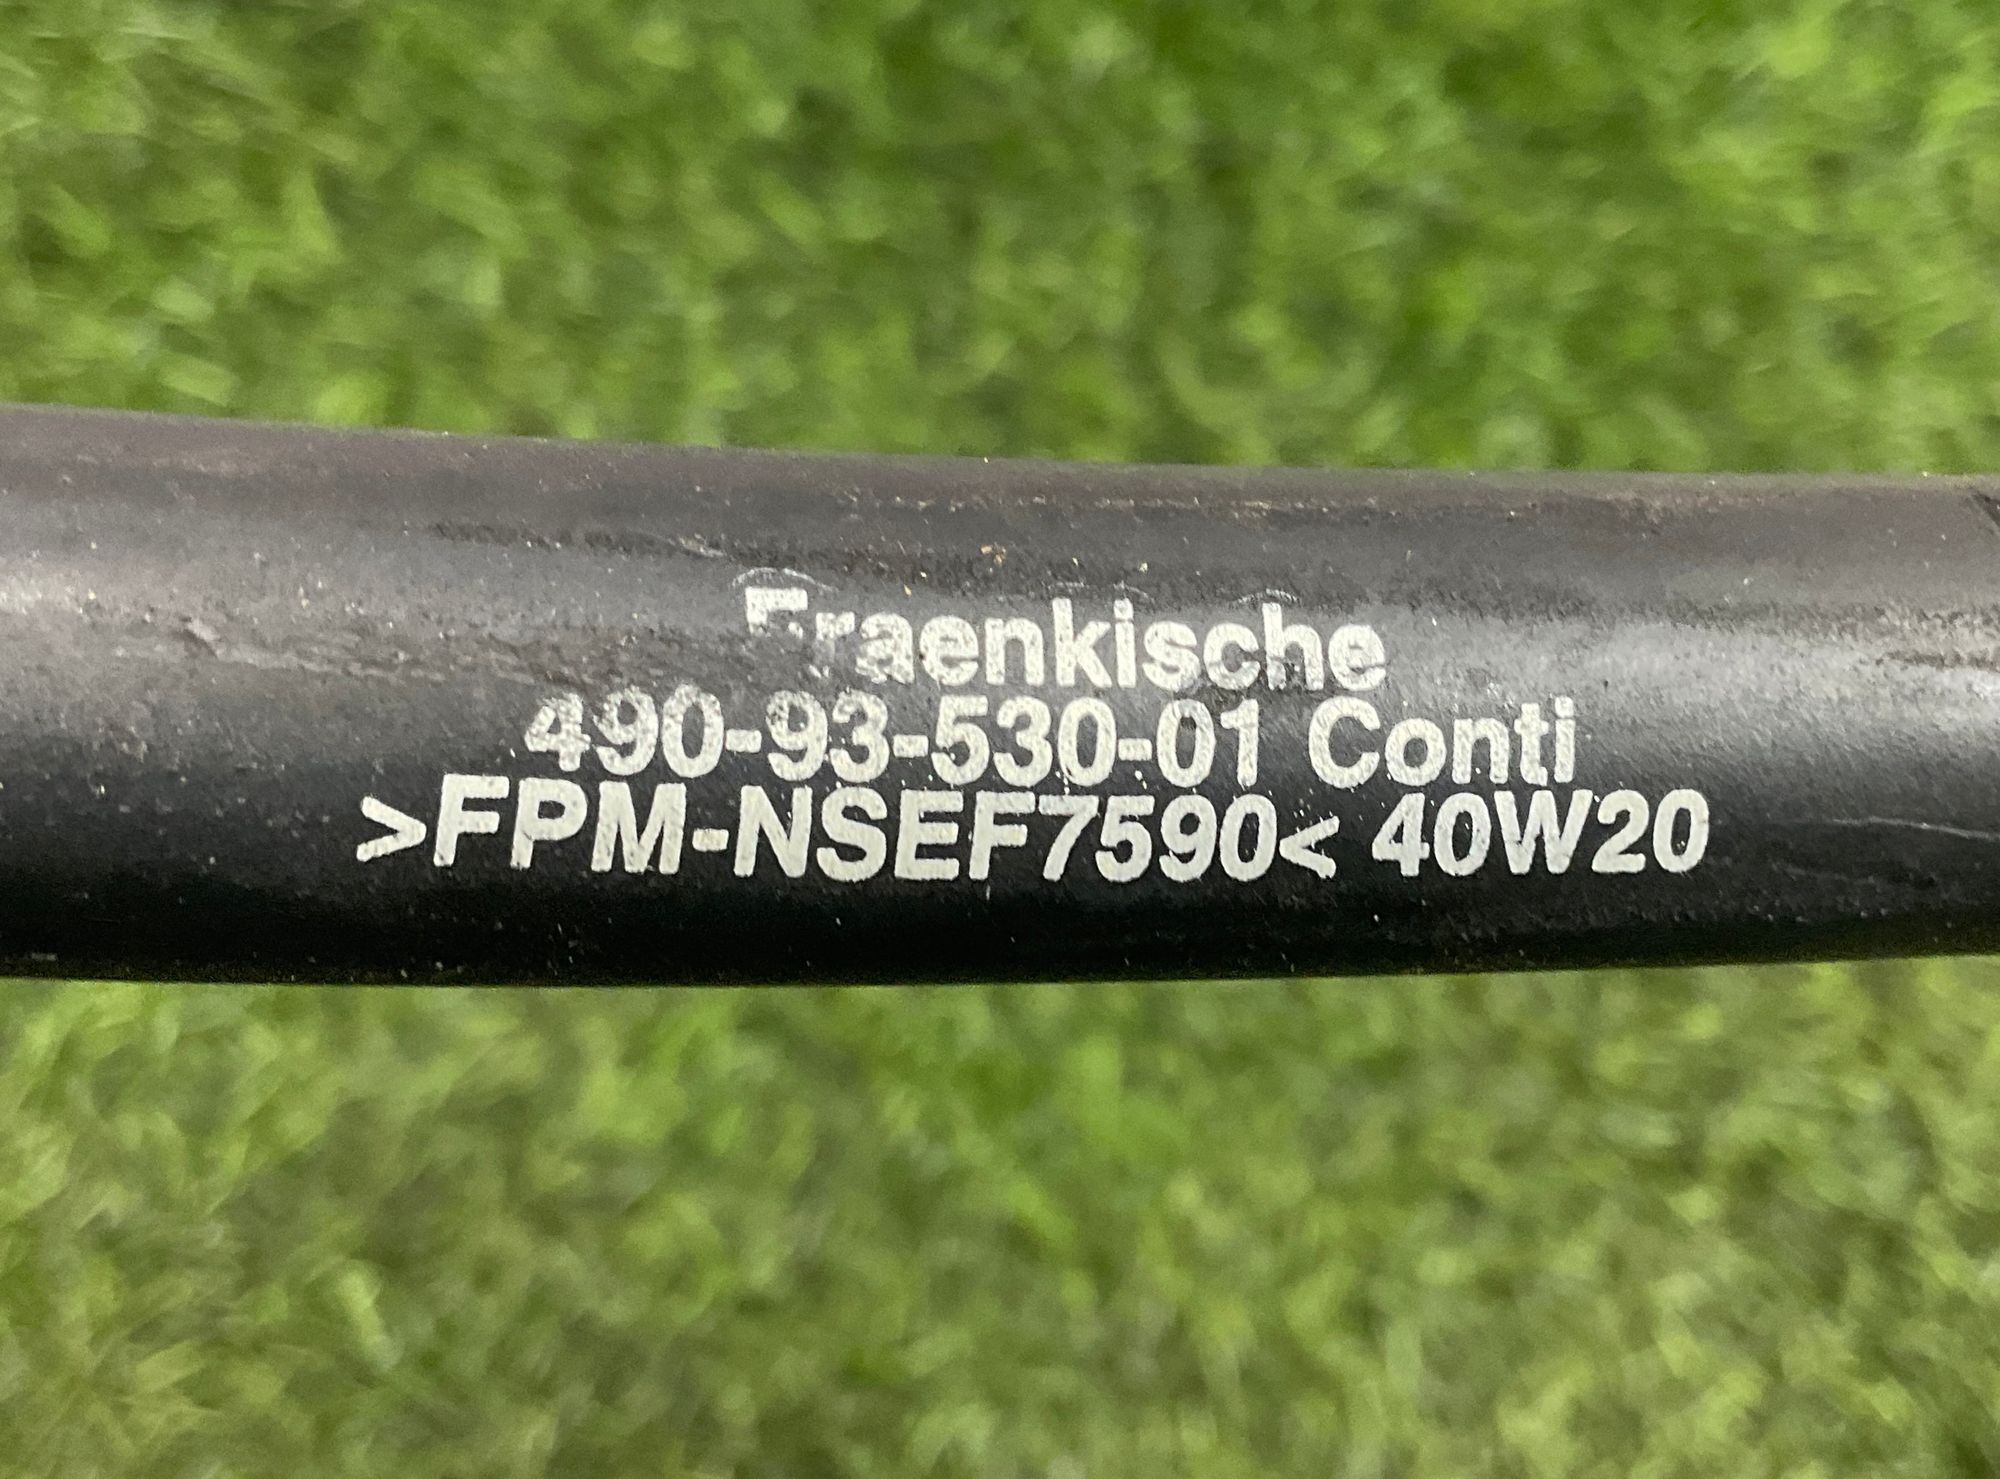 Fraenkische
490-93-530-01 Conti
>FPM-NSEF7590< 40W20